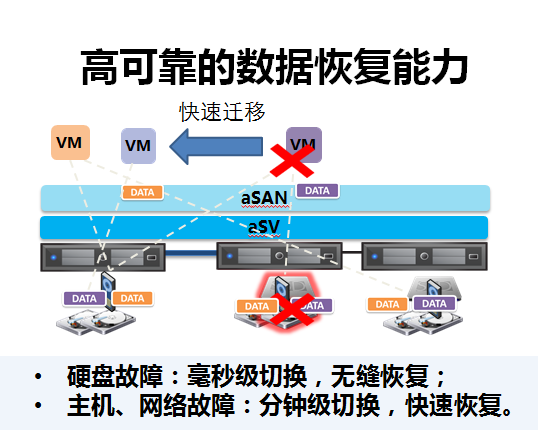 高可靠的数据恢复能力
快速迁移
VM
VM
VM
DATA
DATA
aSAN
aSV
DATA
DATA
DATA
DATA
DATA
DATA
• 硬盘故障：毫秒级切换，无缝恢复；
• 主机、网络故障：分钟级切换，快速恢复。